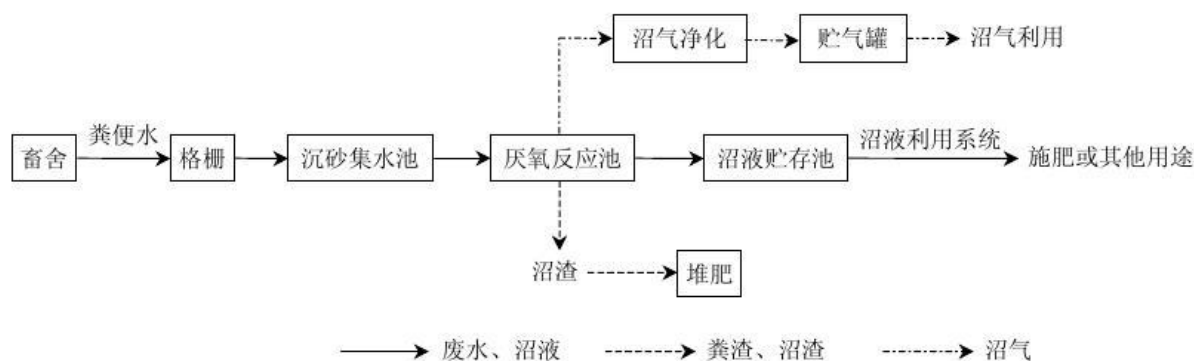 沼气净化 贮气罐 沼气利用
粪便水 沼液利用系统
畜舍 格栅 沉砂集水池 厌氧反应池 沼液贮存池 施肥或其他用途
沼渣 堆肥
废水、沼液 粪渣、沼渣 沼气